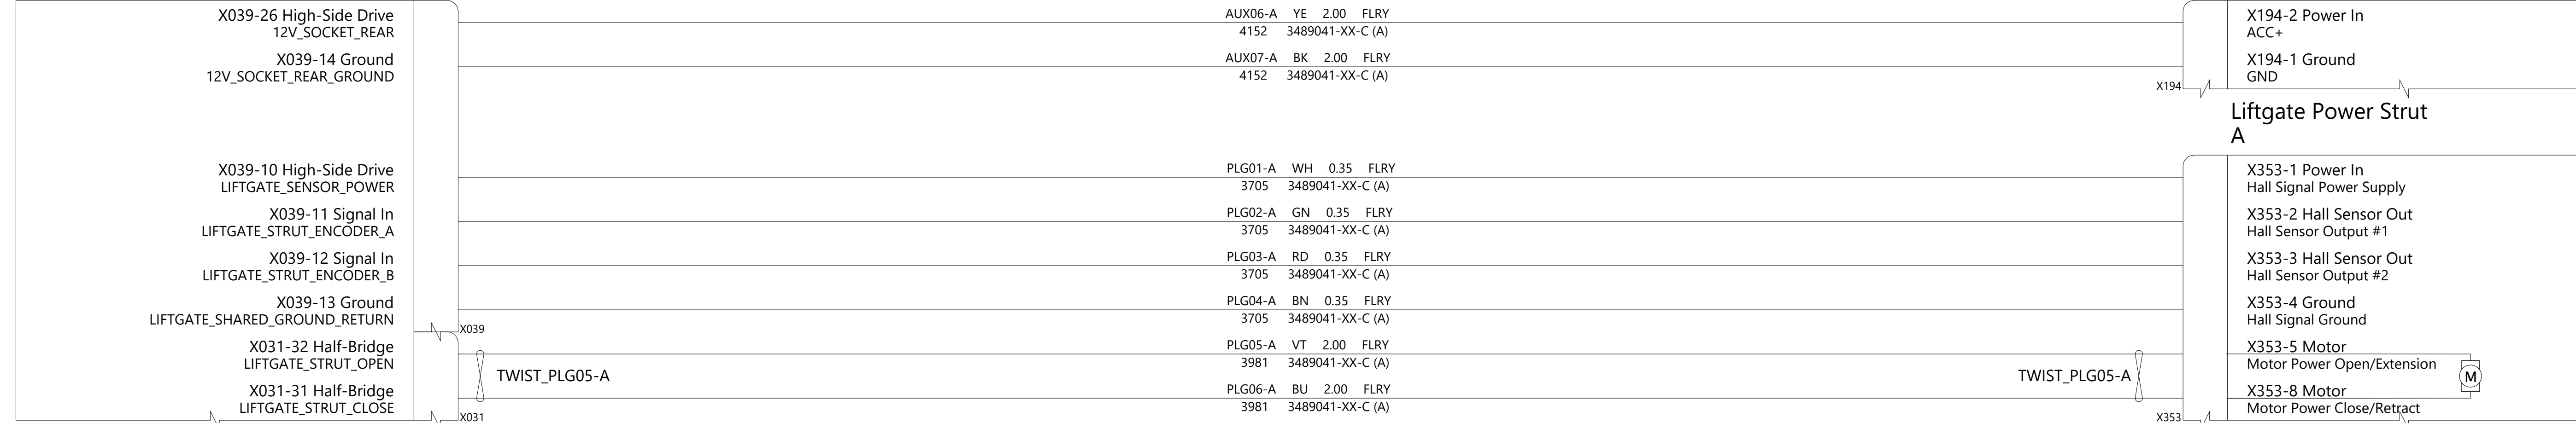 X039-26 High-Side Drive
12V_SOCKET_REAR
X039-14 Ground
12V_SOCKET_REAR_GROUND
X039-10 High-Side Drive
LIFTGATE_SENSOR_POWER
X039-11 Signal In
LIFTGATE_STRUT_ENCODER_A
X039-12 Signal In
LIFTGATE_STRUT_ENCODER_B
X039-13 Ground
LIFTGATE_SHARED_GROUND_RETURN
X039
X031-32 Half-Bridge
LIFTGATE_STRUT_OPEN
X031-31 Half-Bridge
LIFTGATE_STRUT_CLOSE
X031
TWIST_PLG05-A
AUX06-A YE 2.00 FLRY
4152 3489041-XX-C (A)
AUX07-A BK 2.00 FLRY
4152 3489041-XX-C (A)
PLG01-A WH 0.35 FLRY
3705 3489041-XX-C (A)
PLG02-A GN 0.35 FLRY
3705 3489041-XX-C (A)
PLG03-A RD 0.35 FLRY
3705 3489041-XX-C (A)
PLG04-A BN 0.35 FLRY
3705 3489041-XX-C (A)
PLG05-A VT 2.00 FLRY
3981 3489041-XX-C (A)
PLG06-A BU 2.00 FLRY
3981 3489041-XX-C (A)
TWIST_PLG05-A
X194-2 Power In
ACC+
X194-1 Ground
GND
X194
Liftgate Power Strut
A
X353-1 Power In
Hall Signal Power Supply
X353-2 Hall Sensor Out
Hall Sensor Output #1
X353-3 Hall Sensor Out
Hall Sensor Output #2
X353-4 Ground
Hall Signal Ground
X353-5 Motor
Motor Power Open/Extension
M
X353-8 Motor
Motor Power Close/Retract
X353